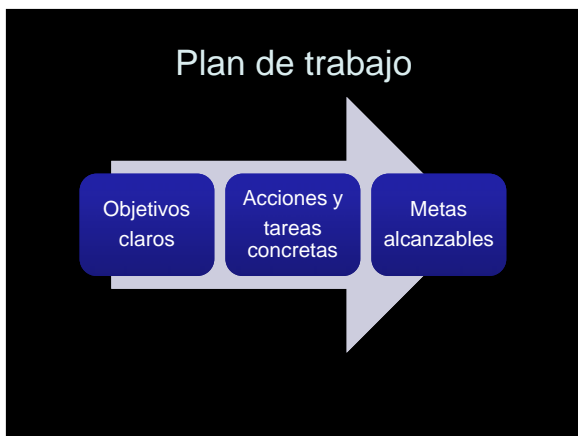 Plan de trabajo
Objetivos
claros
Acciones y
tareas
concretas
Metas
alcanzables